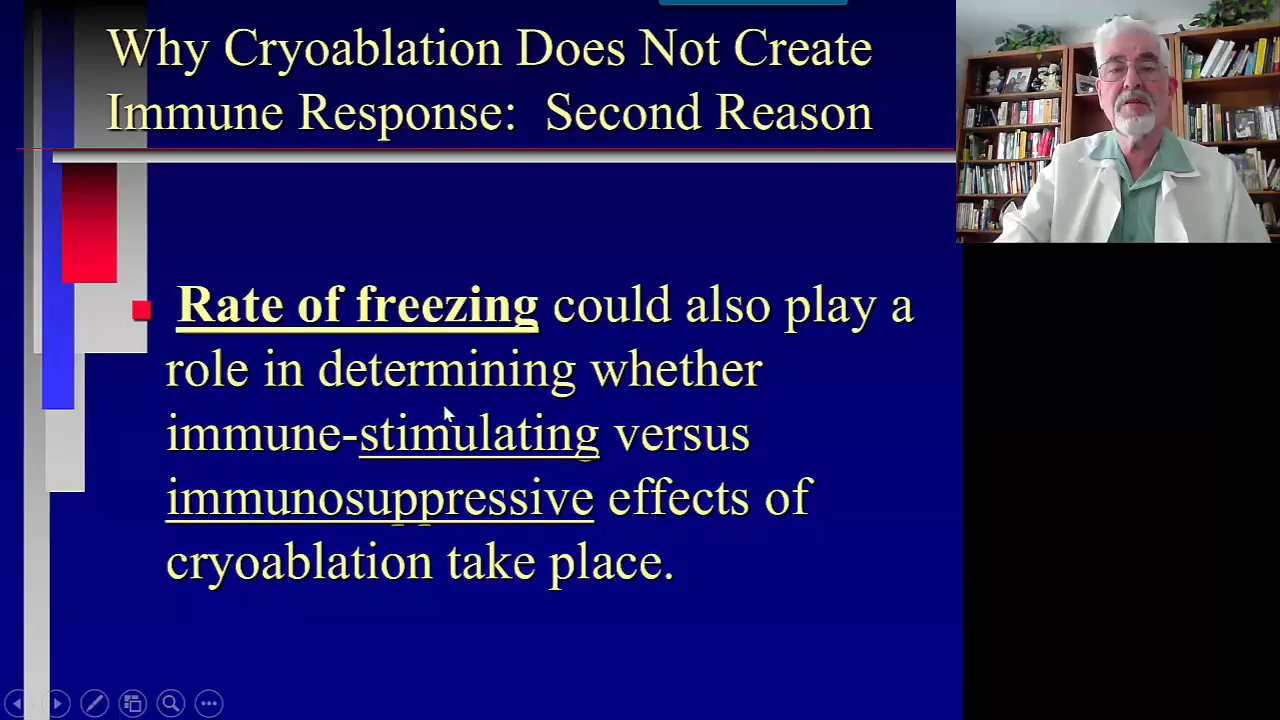 Why Cryoablation Does Not Create
Immune Response: Second Reason
Rate of freezing could also play a
role in determining whether
immune-stimulating versus
immunosuppressive effects of
cryoablation take place.